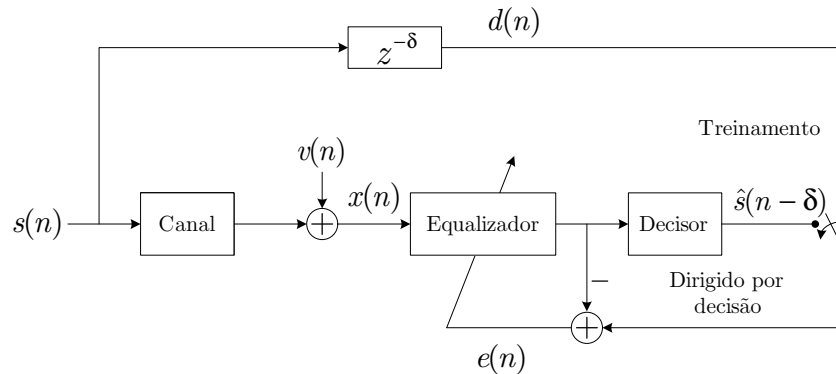 d(n)
z^{-δ}
Treinamento
v(n)
x(n)
s(n)
Canal
Equalizador
Decisor
ŝ(n − δ)
+
−
Dirigido por
decisão
+
e(n)